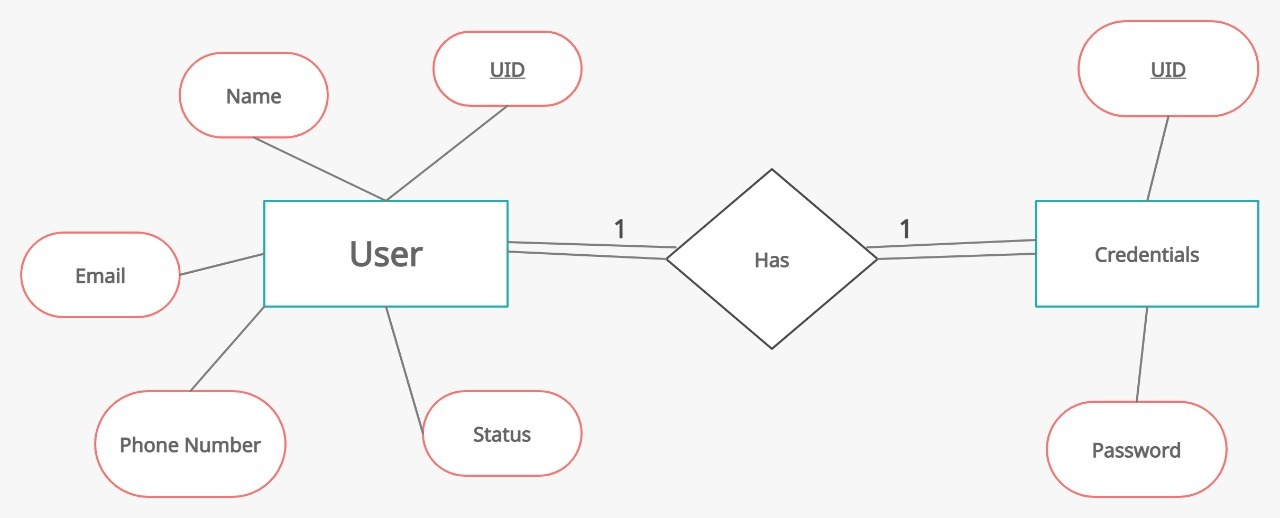 UID
UID
Name
1
1
User
Has
Credentials
Email
Status
Phone Number
Password